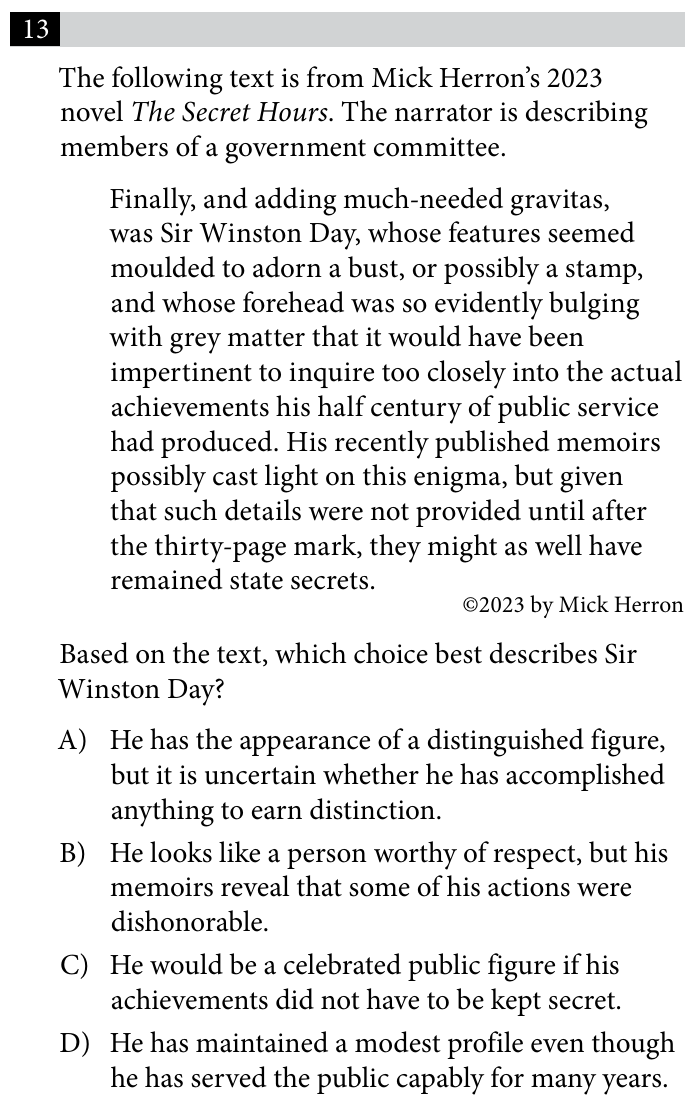 13
The following text is from Mick Herron’s 2023
novel The Secret Hours. The narrator is describing
members of a government committee.
Finally, and adding much-needed gravitas,
was Sir Winston Day, whose features seemed
moulded to adorn a bust, or possibly a stamp,
and whose forehead was so evidently bulging
with grey matter that it would have been
impertinent to inquire too closely into the actual
achievements his half century of public service
had produced. His recently published memoirs
possibly cast light on this enigma, but given
that such details were not provided until after
the thirty-page mark, they might as well have
remained state secrets.
©2023 by Mick Herron
Based on the text, which choice best describes Sir
Winston Day?
A) He has the appearance of a distinguished figure,
but it is uncertain whether he has accomplished
anything to earn distinction.
B) He looks like a person worthy of respect, but his
memoirs reveal that some of his actions were
dishonorable.
C) He would be a celebrated public figure if his
achievements did not have to be kept secret.
D) He has maintained a modest profile even though
he has served the public capably for many years.